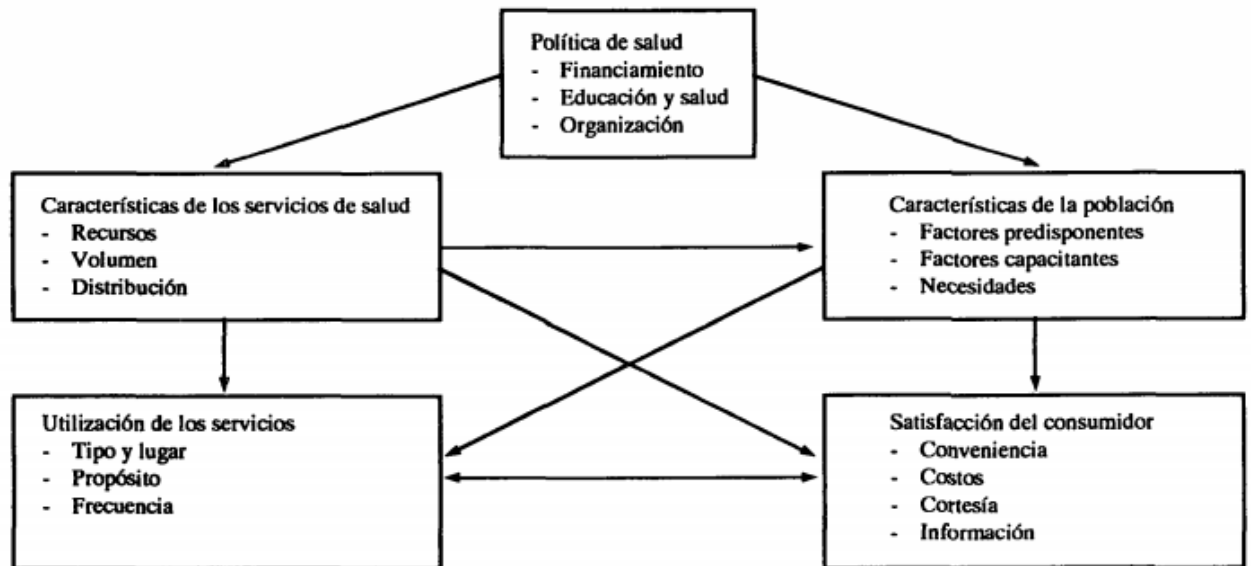 Política de salud
- Financiamiento
- Educación y salud
- Organización
Características de los servicios de salud
- Recursos
- Volumen
- Distribución
Características de la población
- Factores predisponentes
- Factores capacitantes
- Necesidades
Utilización de los servicios
- Tipo y lugar
- Propósito
- Frecuencia
Satisfacción del consumidor
- Conveniencia
- Costos
- Cortesía
- Información